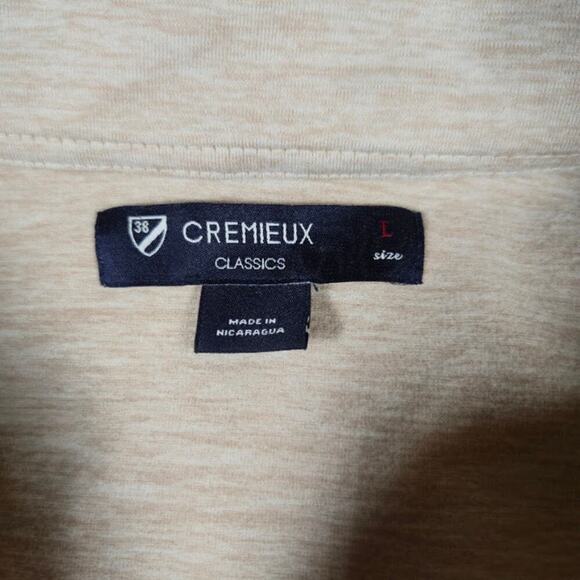 38
CREMIEUX
CLASSICS
L
size
MADE IN
NICARAGUA